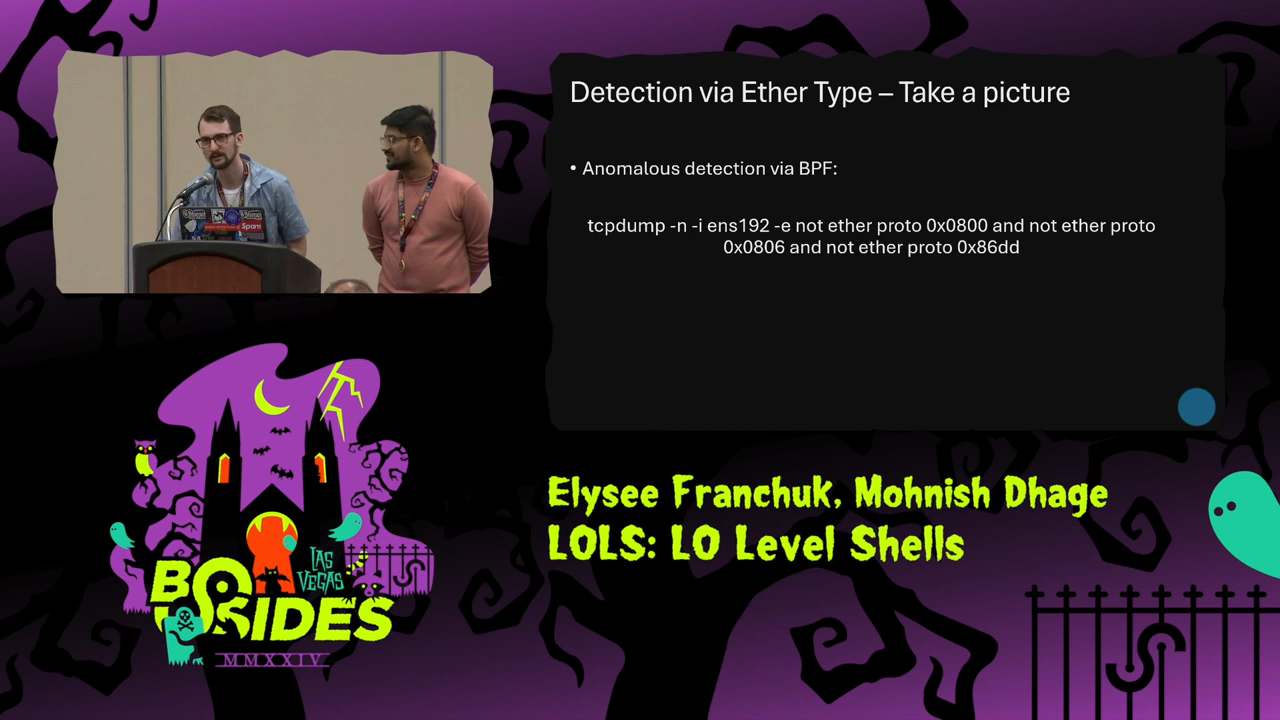 Detection via Ether Type – Take a picture
• Anomalous detection via BPF:
tcpdump -n -i ens192 -e not ether proto 0x0800 and not ether proto
0x0806 and not ether proto 0x86dd
Spam
Elysee Franchuk, Mohnish Dhage
LOLS: LO Level Shells
LAS
VEGAS
BSIDES
MMXXIV